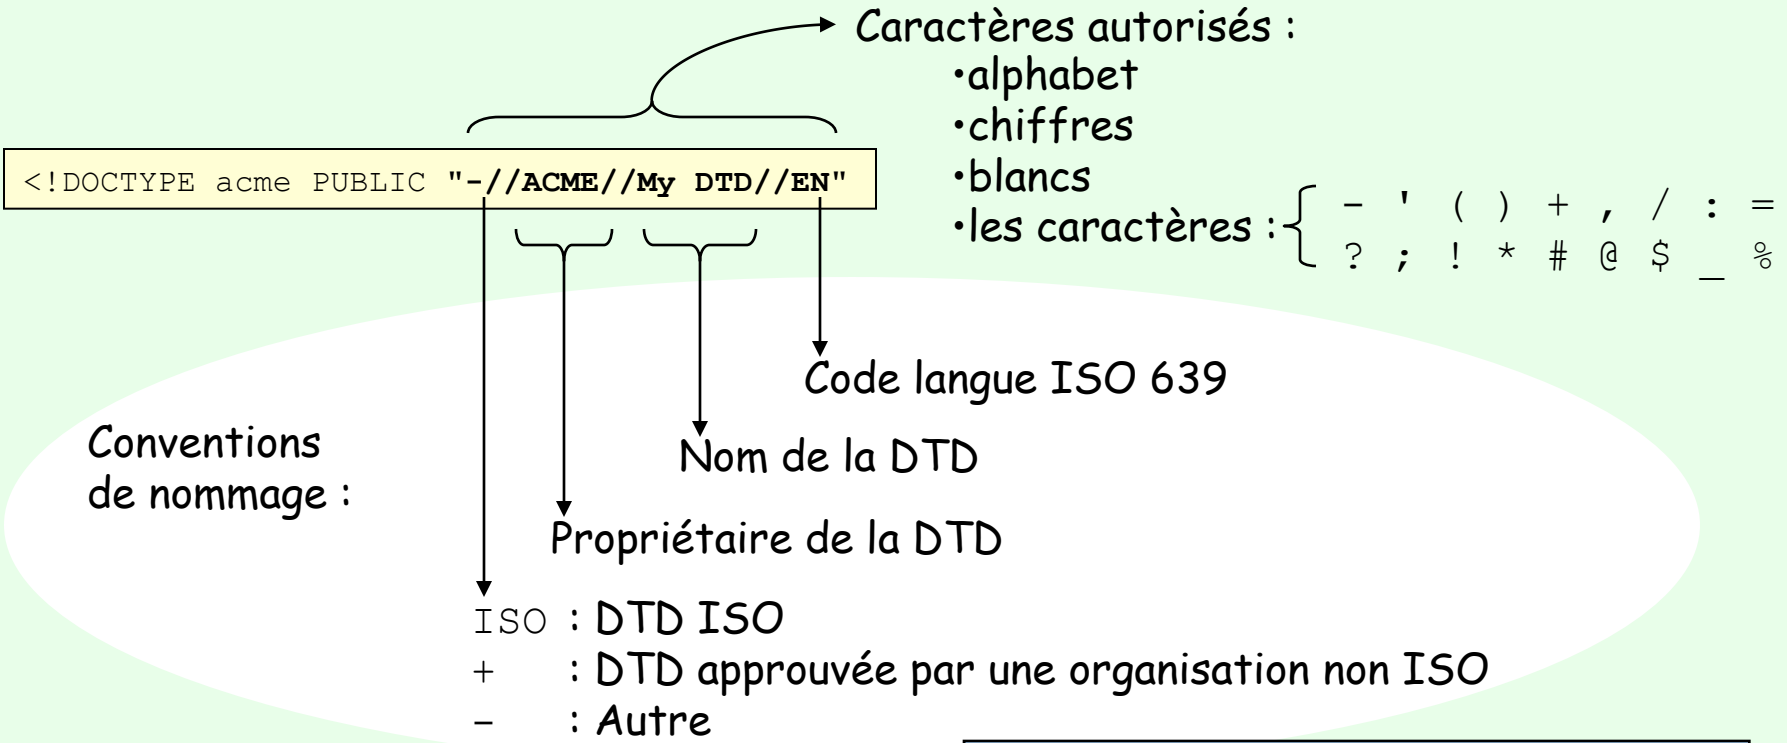 Caractères autorisés :
•alphabet
•chiffres
•blancs
•les caractères :
- ' ( ) + , / : =
? ; ! * # @ $ _ %
<!DOCTYPE acme PUBLIC "-//ACME//My DTD//EN"
Code langue ISO 639
Nom de la DTD
Conventions
de nommage :
Propriétaire de la DTD
ISO : DTD ISO
+ : DTD approuvée par une organisation non ISO
- : Autre